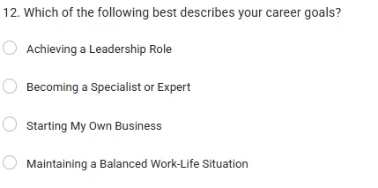 12. Which of the following best describes your career goals?
Achieving a Leadership Role
Becoming a Specialist or Expert
Starting My Own Business
Maintaining a Balanced Work-Life Situation